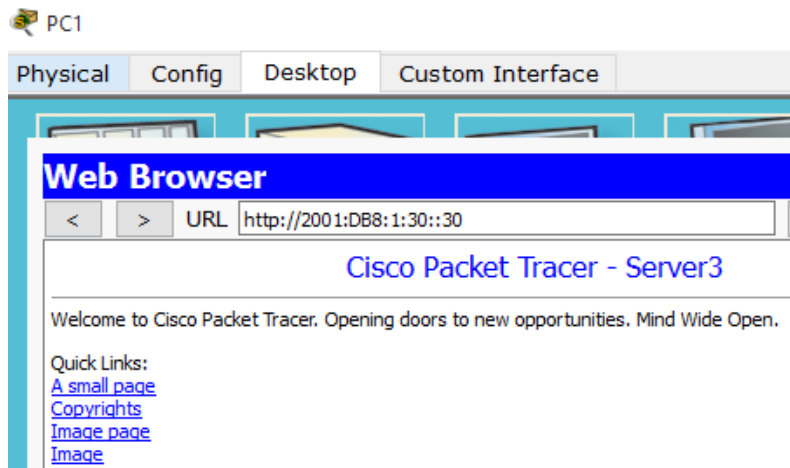 PC1
Physical Config Desktop Custom Interface
Web Browser
< > URL http://2001:DB8:1:30::30
Cisco Packet Tracer - Server3
Welcome to Cisco Packet Tracer. Opening doors to new opportunities. Mind Wide Open.
Quick Links:
A small page
Copyrights
Image page
Image